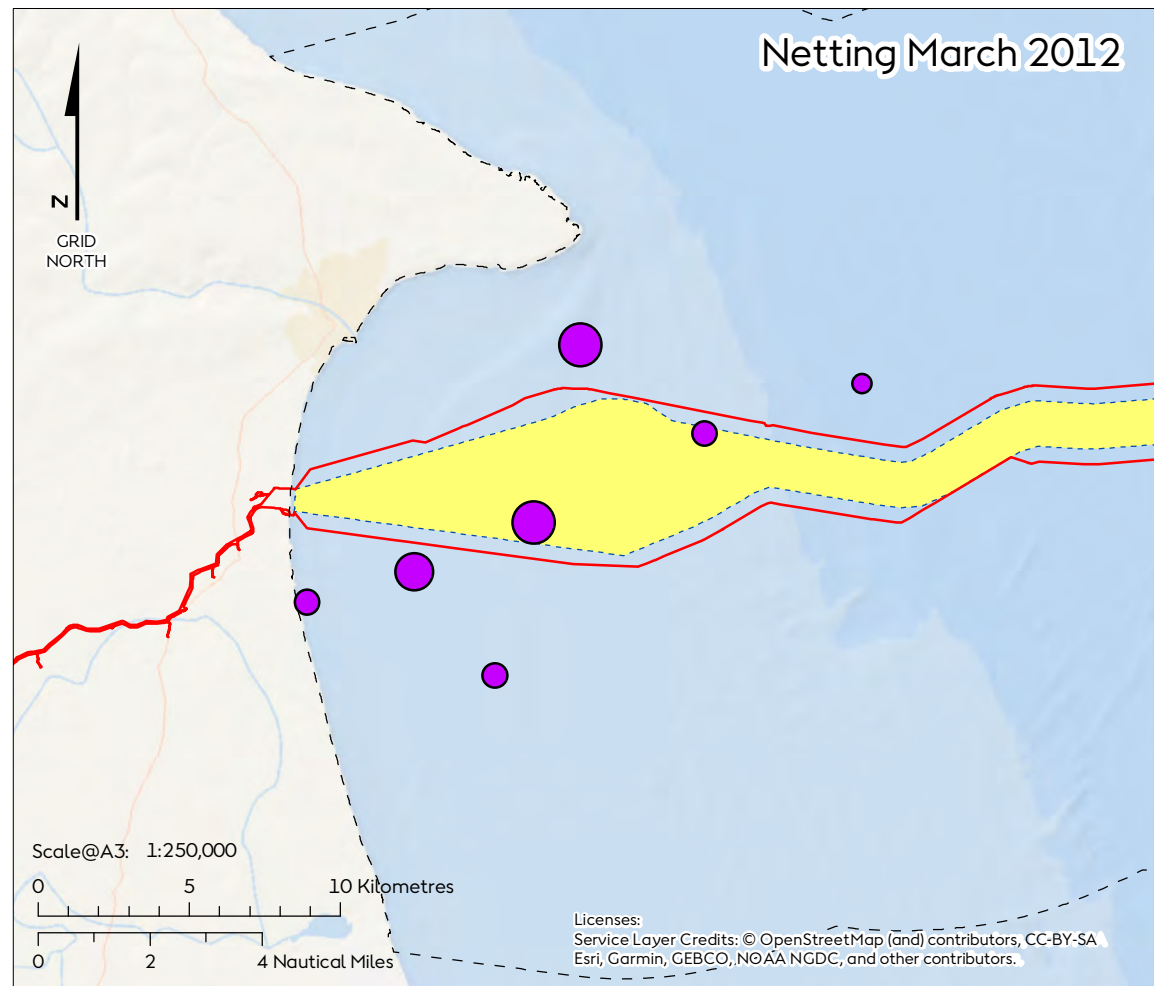 Netting March 2012
N
GRID
NORTH
Scale@A3: 1:250,000
0 5 10 Kilometres
0 2 4 Nautical Miles
Licenses:
Service Layer Credits: © OpenStreetMap (and) contributors, CC-BY-SA
Esri, Garmin, GEBCO, NOAA NGDC, and other contributors.